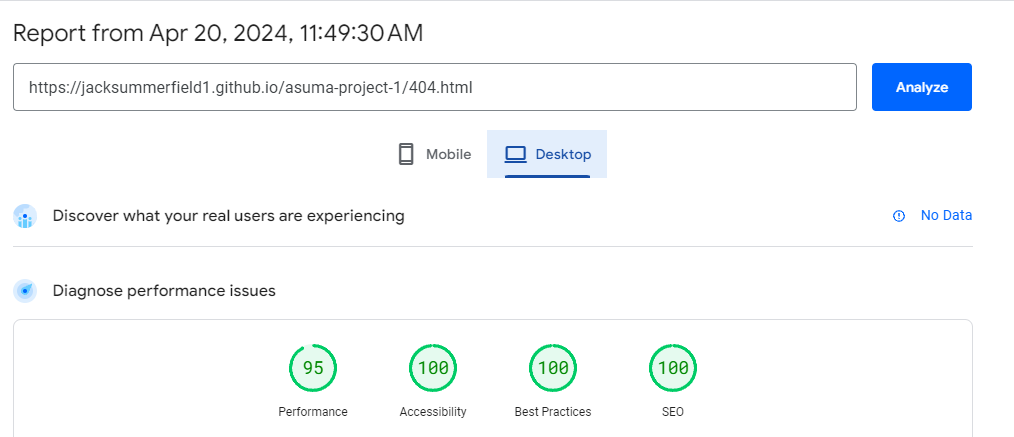 Report from Apr 20, 2024, 11:49:30 AM
https://jacksummerfield1.github.io/asuma-project-1/404.html
Analyze
Mobile
Desktop
Discover what your real users are experiencing
No Data
Diagnose performance issues
95
100
100
100
Performance
Accessibility
Best Practices
SEO